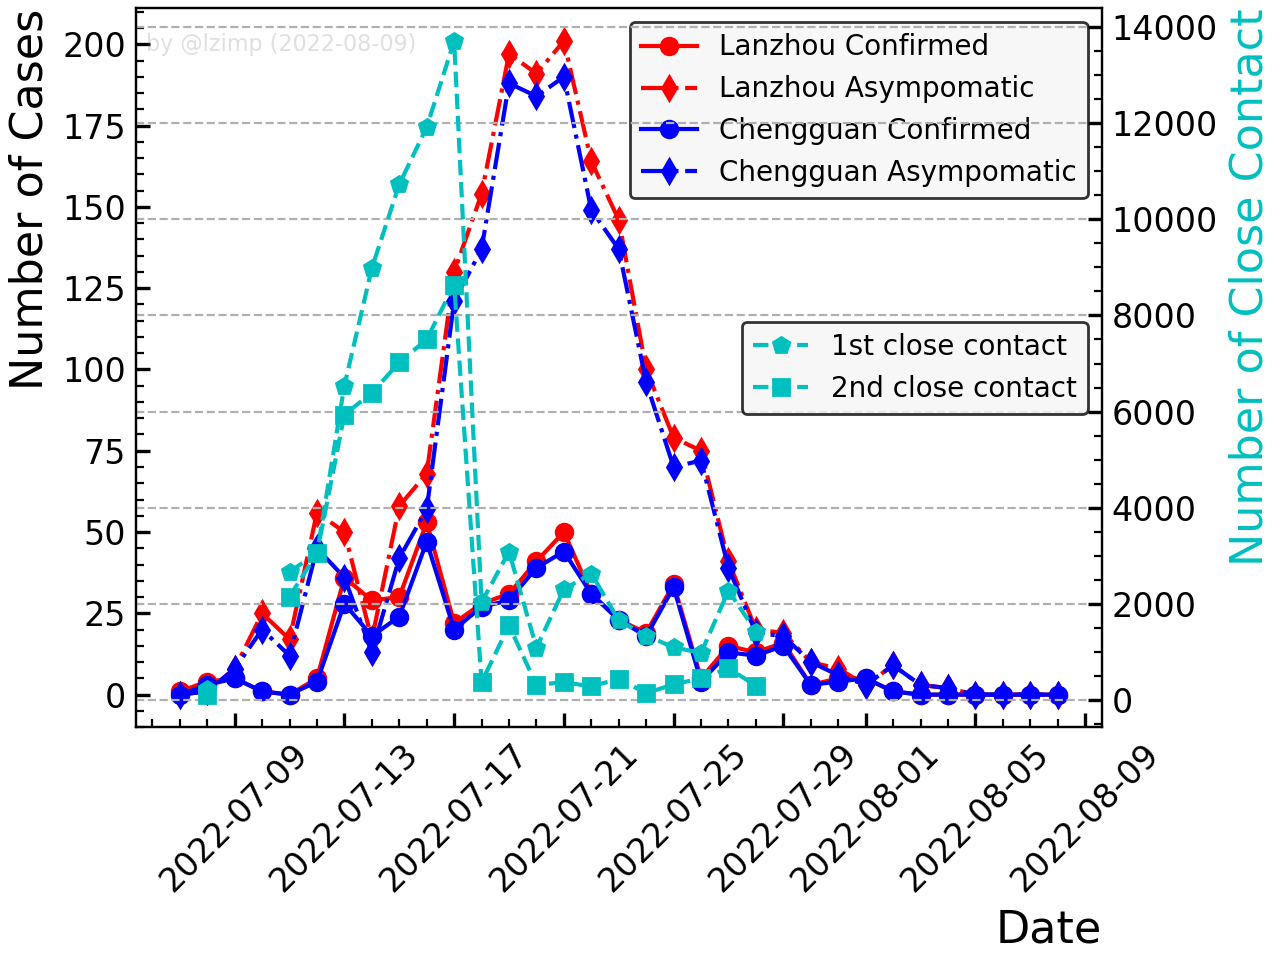 Number of Cases
200
175
150
125
100
75
50
25
0
by @lzimp (2022-08-09)
Lanzhou Confirmed
Lanzhou Asympomatic
Chengguan Confirmed
Chengguan Asympomatic
1st close contact
2nd close contact
14000
12000
10000
8000
6000
4000
2000
0
Number of Close Contact
2022-07-09
2022-07-13
2022-07-17
2022-07-21
2022-07-25
2022-07-29
2022-08-01
2022-08-05
2022-08-09
Date